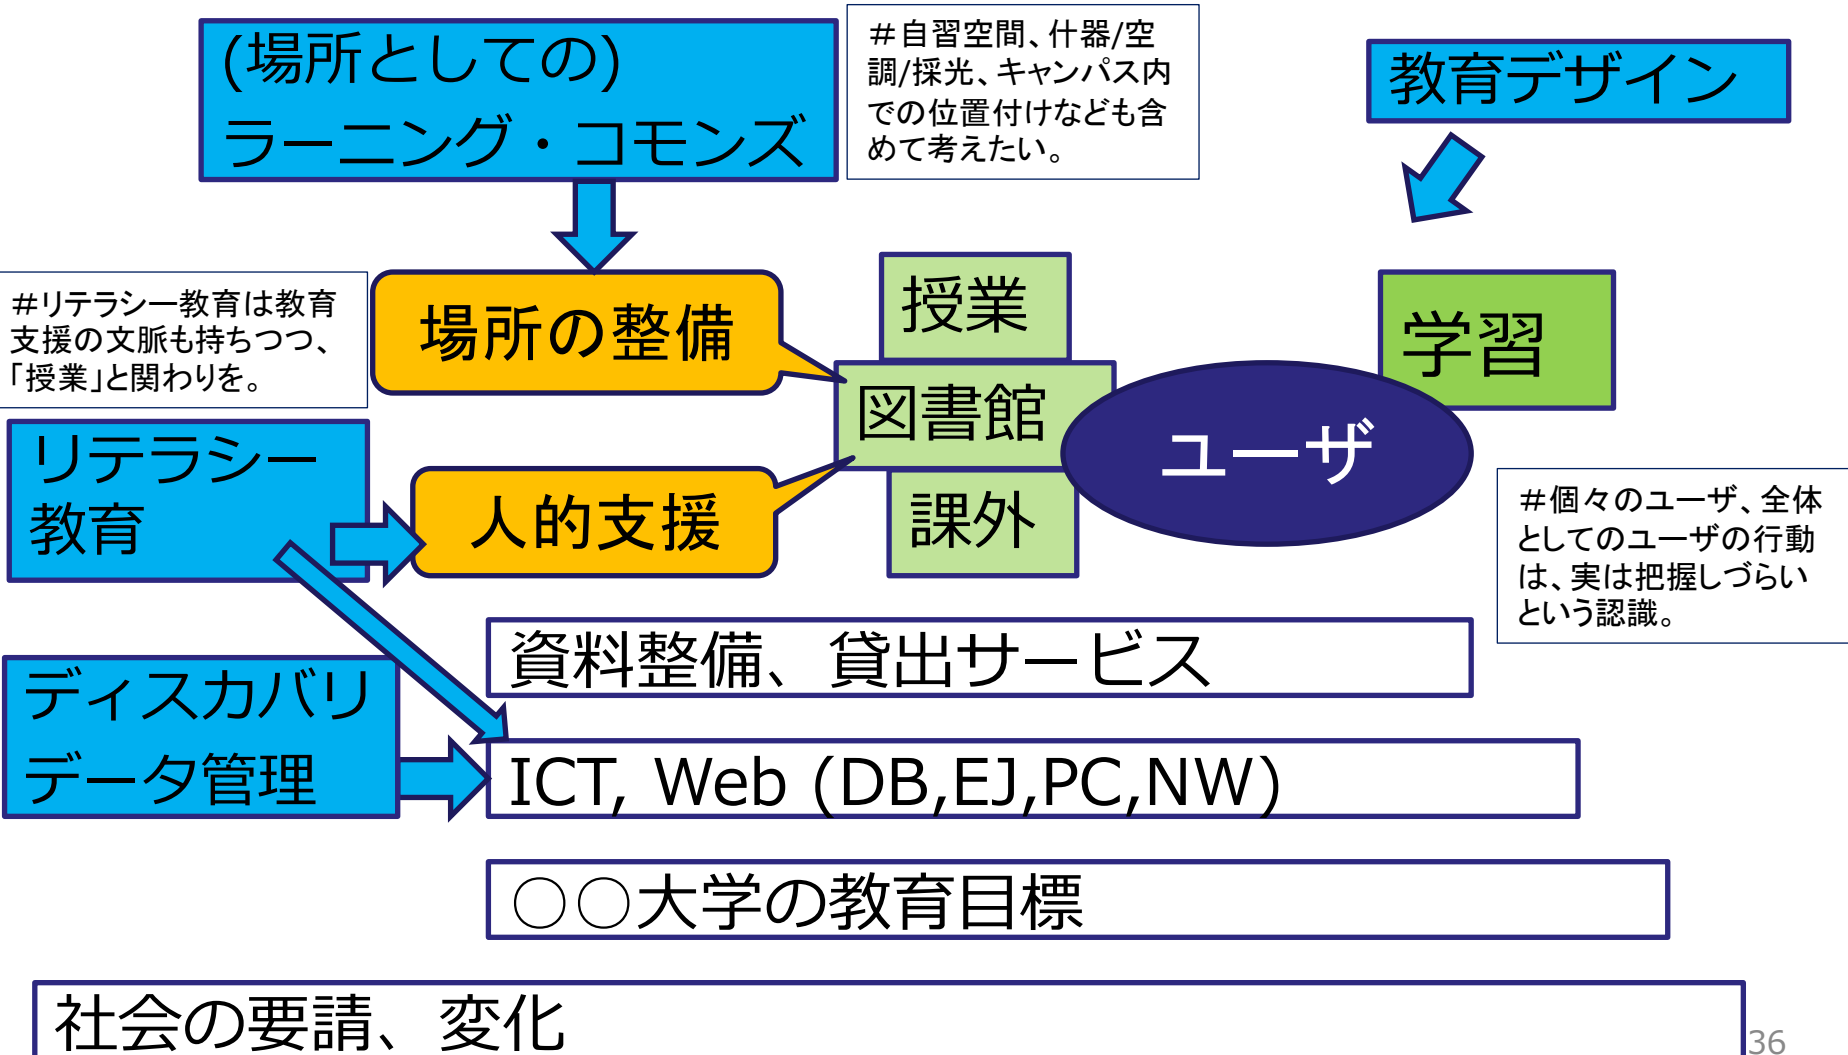 (場所としての)
ラーニング・コモンズ
＃自習空間、什器/空
調/採光、キャンパス内
での位置付けなども含
めて考えたい。
教育デザイン
＃リテラシー教育は教育
支援の文脈も持ちつつ、
「授業」と関わりを。
場所の整備
授業
学習
図書館
ユーザ
リテラシー
教育
人的支援
課外
＃個々のユーザ、全体
としてのユーザの行動
は、実は把握しづらい
という認識。
資料整備、貸出サービス
ディスカバリ
データ管理
ICT, Web (DB,EJ,PC,NW)
○○大学の教育目標
社会の要請、変化
36